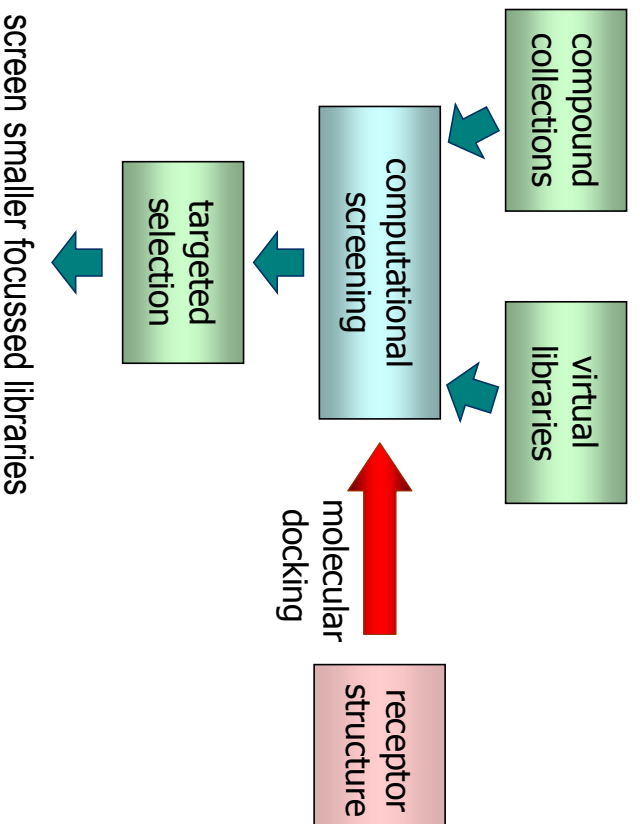 compound
collections
virtual
libraries
computational
screening
molecular
docking
receptor
structure
targeted
selection
screen smaller focussed libraries